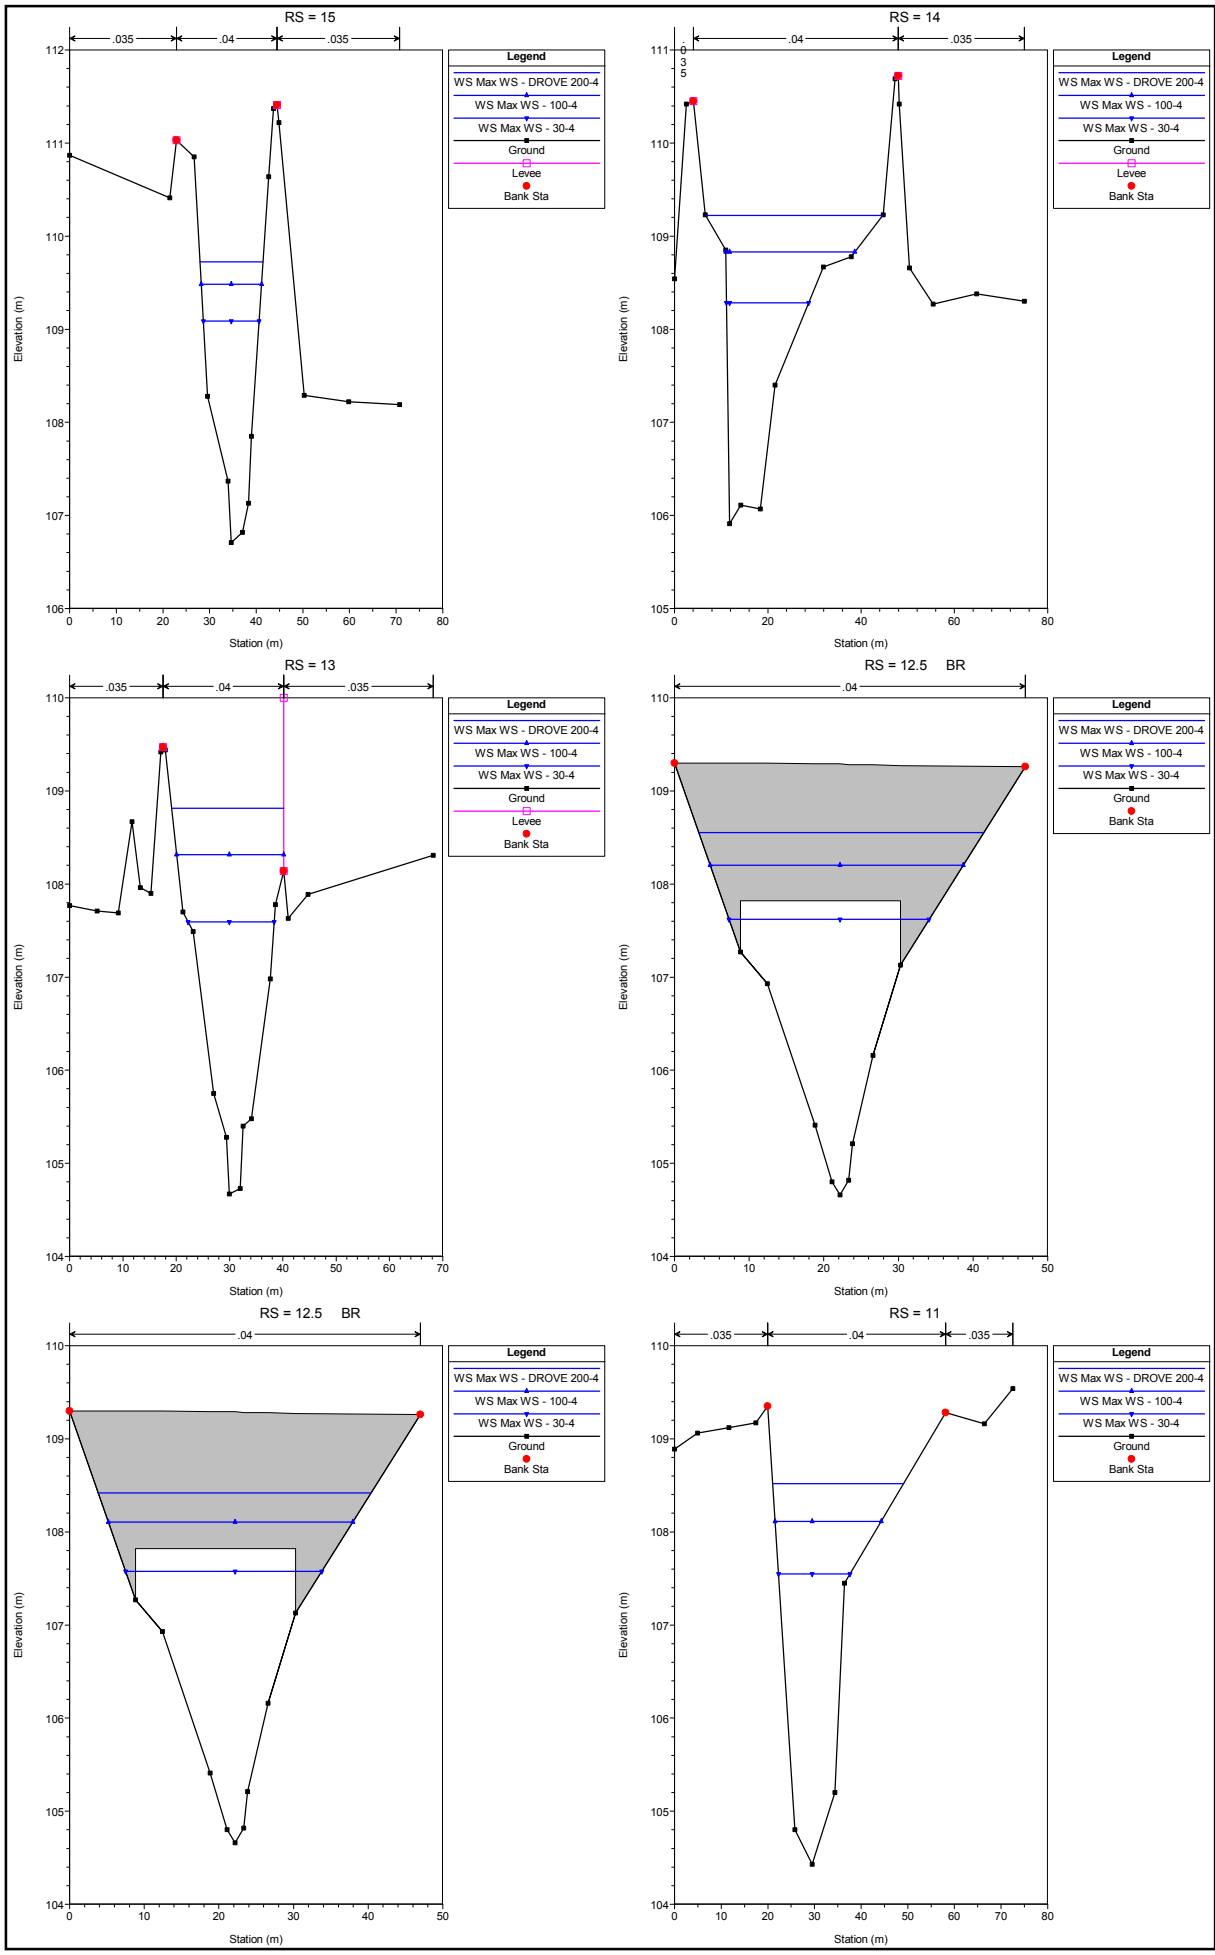 RS = 15
.035 .04 .035
112
111
110
109
108
107
106
0 10 20 30 40 50 60 70 80
Station (m)
Elevation (m)
Legend
WS Max WS - DROVE 200-4
WS Max WS - 100-4
WS Max WS - 30-4
Ground
Levee
Bank Sta
RS = 14
.035 .04 .035
111
110
109
108
107
106
105
0 20 40 60 80
Station (m)
Elevation (m)
Legend
WS Max WS - DROVE 200-4
WS Max WS - 100-4
WS Max WS - 30-4
Ground
Levee
Bank Sta
RS = 13
.035 .04 .035
110
109
108
107
106
105
104
0 10 20 30 40 50 60 70
Station (m)
Elevation (m)
Legend
WS Max WS - DROVE 200-4
WS Max WS - 100-4
WS Max WS - 30-4
Ground
Levee
Bank Sta
RS = 12.5 BR
.04
110
109
108
107
106
105
104
0 10 20 30 40 50
Station (m)
Elevation (m)
Legend
WS Max WS - DROVE 200-4
WS Max WS - 100-4
WS Max WS - 30-4
Ground
Bank Sta
RS = 12.5 BR
.04
110
109
108
107
106
105
104
0 10 20 30 40 50
Station (m)
Elevation (m)
Legend
WS Max WS - DROVE 200-4
WS Max WS - 100-4
WS Max WS - 30-4
Ground
Bank Sta
RS = 11
.035 .04 .035
110
109
108
107
106
105
104
0 10 20 30 40 50 60 70 80
Station (m)
Elevation (m)
Legend
WS Max WS - DROVE 200-4
WS Max WS - 100-4
WS Max WS - 30-4
Ground
Bank Sta